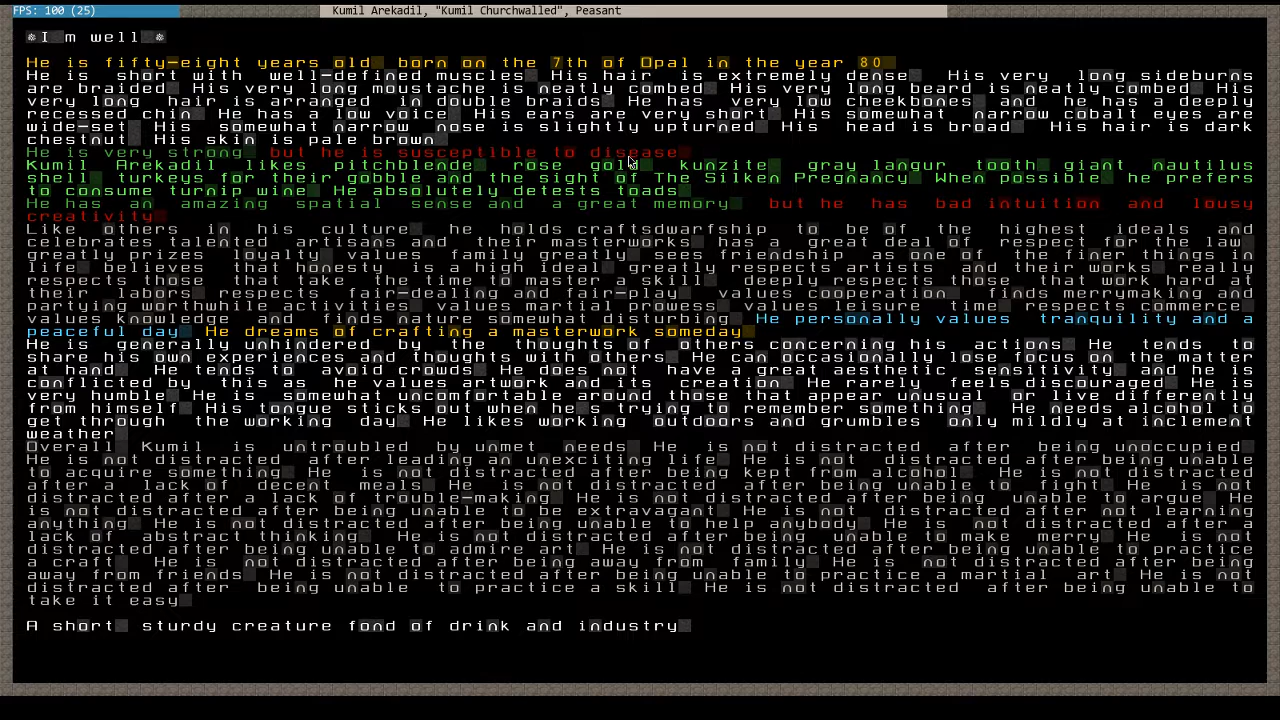 FPS: 100 (25)
Kumil Arekadil, "Kumil Churchwalled", Peasant
I m well
He is fifty-eight years old born on the 7th of Opal in the year 80
He is short with well-defined muscles His hair is extremely dense His very long sideburns
are braided His very long moustache is neatly combed His very long beard is neatly combed His
very long hair is arranged in double braids He has very low cheekbones and he has a deeply
recessed chin He has a low voice His ears are very short His somewhat narrow cobalt eyes are
wide-set His somewhat narrow nose is slightly upturned His head is broad His hair is dark
chestnut His skin is pale brown
He is very strong but he is susceptible to disease
Kumil Arekadil likes pitchblende rose gold kunzite gray langur tooth giant nautilus
shell turkeys for their gobble and the sight of The Silken Pregnancy When possible he prefers
to consume turnip wine He absolutely detests toads
He has an amazing spatial sense and a great memory but he has bad intuition and lousy
creativity
Like others in his culture he holds craftsdwarfship to be of the highest ideals and
celebrates talented artisans and their masterworks has a great deal of respect for the law
greatly prizes loyalty values family greatly sees friendship as one of the finer things in
life believes that honesty is a high ideal greatly respects artists and their works really
respects those that take the time to master a skill deeply respects those that work hard at
their labors respects fair-dealing and fair-play values cooperation finds merrymaking and
partying worthwhile activities values martial prowess values leisure time respects commerce
values knowledge and finds nature somewhat disturbing He personally values tranquility and a
peaceful day He dreams of crafting a masterwork someday
He is generally unhindered by the thoughts of others concerning his actions He tends to
share his own experiences and thoughts with others He can occasionally lose focus on the matter
at hand He tends to avoid crowds He does not have a great aesthetic sensitivity and he is
conflicted by this as he values artwork and its creation He rarely feels discouraged He is
very humble He is somewhat uncomfortable around those that appear unusual or live differently
from himself His tongue sticks out when he s trying to remember something He needs alcohol to
get through the working day He likes working outdoors and grumbles only mildly at inclement
weather
Overall Kumil is untroubled by unmet needs He is not distracted after being unoccupied
He is not distracted after leading an unexciting life He is not distracted after being unable
to acquire something He is not distracted after being kept from alcohol He is not distracted
after a lack of decent meals He is not distracted after being unable to fight He is not
distracted after a lack of trouble-making He is not distracted after being unable to argue He
is not distracted after being unable to be extravagant He is not distracted after not learning
anything He is not distracted after being unable to help anybody He is not distracted after a
lack of abstract thinking He is not distracted after being unable to make merry He is not
distracted after being unable to admire art He is not distracted after being unable to practice
a craft He is not distracted after being away from family He is not distracted after being
away from friends He is not distracted after being unable to practice a martial art He is not
distracted after being unable to practice a skill He is not distracted after being unable to
take it easy
A short sturdy creature fond of drink and industry